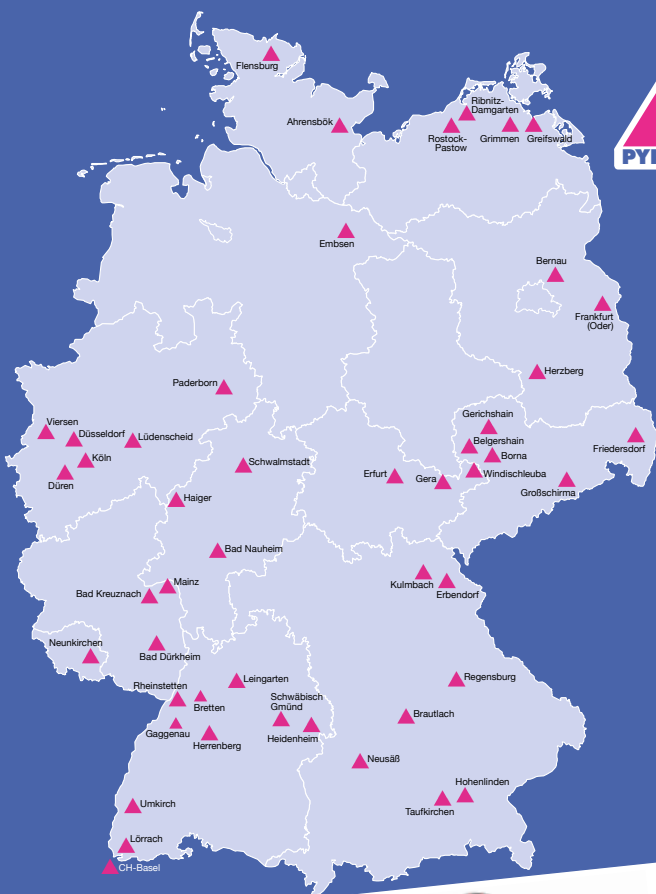 Flensburg
Ahrensbök
Ribnitz-
Damgarten
Rostock-
Pastow
Grimmen
Greifswald
PY
Embsen
Bernau
Frankfurt
(Oder)
Paderborn
Herzberg
Viersen
Düsseldorf
Lüdenscheid
Gerichshain
Belgershain
Friedersdorf
Köln
Borna
Düren
Schwalmstadt
Erfurt
Gera
Windischleuba
Großschirma
Haiger
Bad Nauheim
Mainz
Bad Kreuznach
Kulmbach
Erbendorf
Neunkirchen
Bad Dürkheim
Rheinstetten
Leingarten
Regensburg
Bretten
Schwäbisch
Gmünd
Brautlach
Gaggenau
Herrenberg
Heidenheim
Neusäß
Hohenlinden
Taufkirchen
Umkirch
Lörrach
CH-Basel